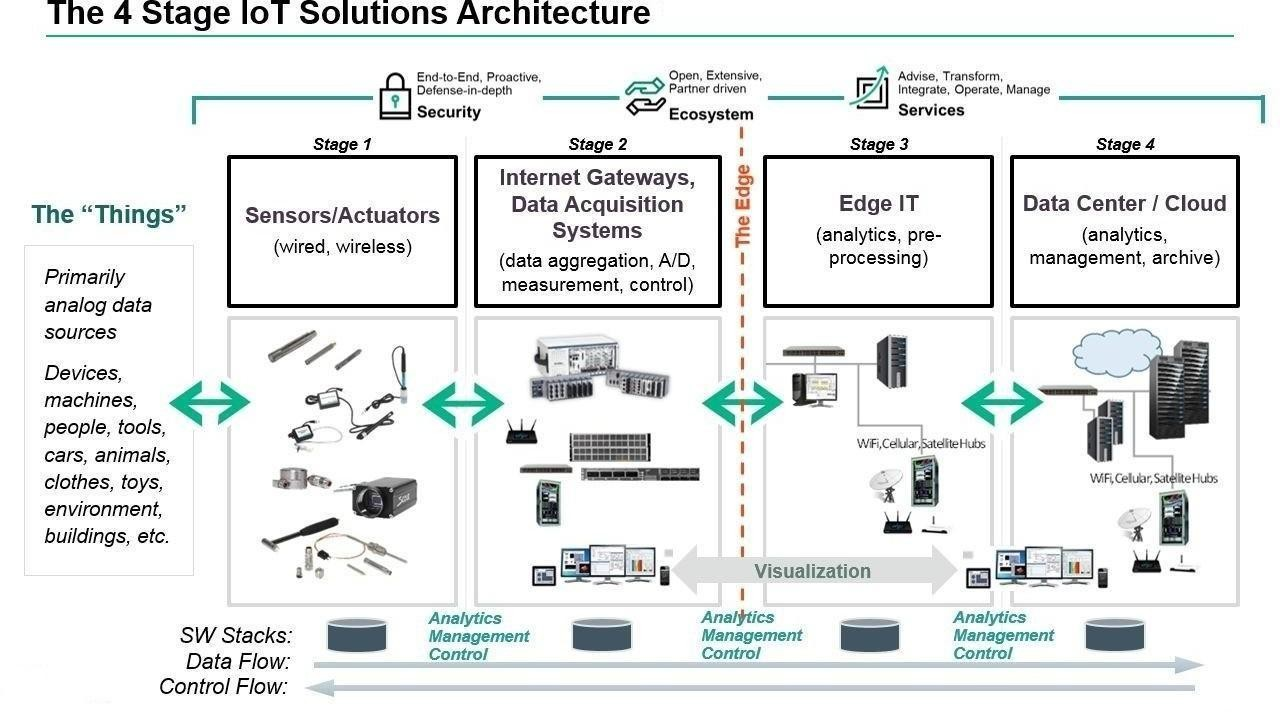 The 4 Stage IoT Solutions Architecture
End-to-End, Proactive,
Defense-in-depth
Security
Open, Extensive,
Partner driven
Ecosystem
Advise, Transform,
Integrate, Operate, Manage
Services
Stage 1
Stage 2
Stage 3
Stage 4
The “Things”
Primarily
analog data
sources
Devices,
machines,
people, tools,
cars, animals,
clothes, toys,
environment,
buildings, etc.
Sensors/Actuators
(wired, wireless)
Internet Gateways,
Data Acquisition
Systems
(data aggregation, A/D,
measurement, control)
The Edge
Edge IT
(analytics, pre-
processing)
Data Center / Cloud
(analytics,
management, archive)
WiFi, Cellular, Satellite Hubs
WiFi, Cellular, Satellite Hubs
Visualization
Analytics
Management
Control
Analytics
Management
Control
Analytics
Management
Control
SW Stacks:
Data Flow:
Control Flow: